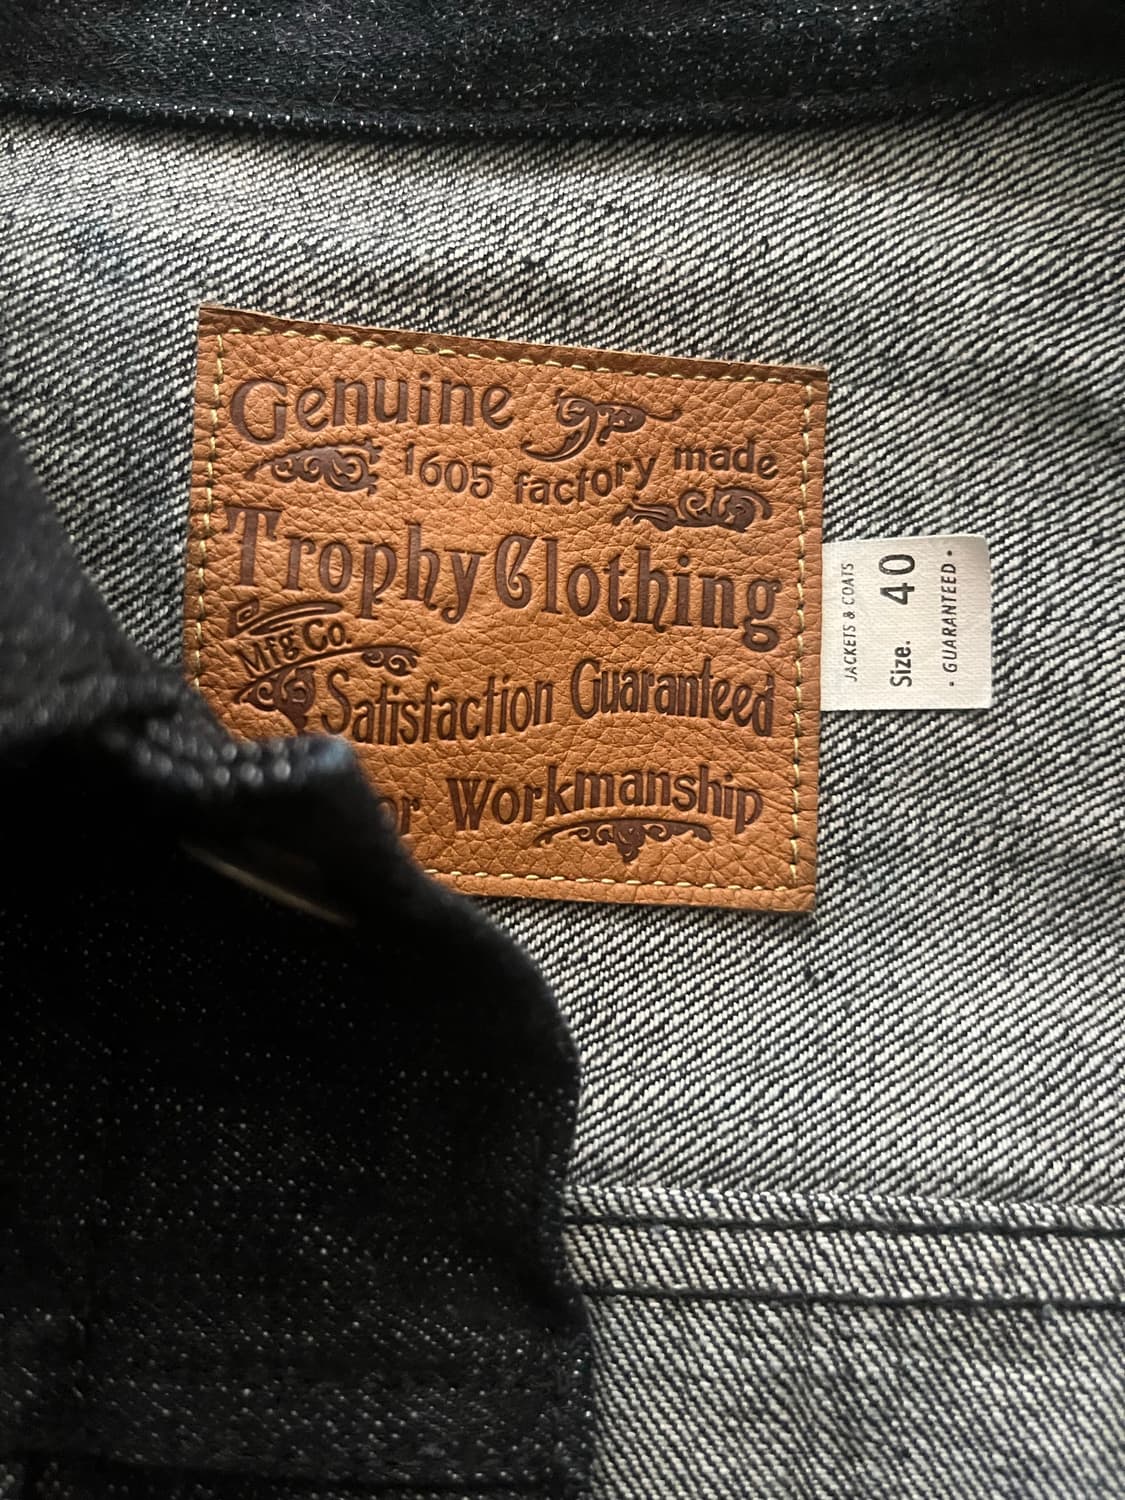 Genuine
1605 factory made
Trophy Clothing
Mfg Co.
Satisfaction Guaranteed
Workmanship
JACKETS & COATS
Size. 40
• GUARANTEED •